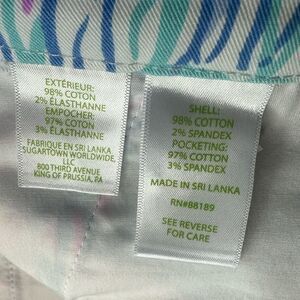 EXTÉRIEUR:
98% COTON
2% ÉLASTHANNE
EMPOCHER:
97% COTON
3% ÉLASTHANNE
FABRIQUE EN SRI LANKA
SUGARTOWN WORLDWIDE,
LLC
800 THIRD AVENUE
KING OF PRUSSIA, PA
SHELL:
98% COTTON
2% SPANDEX
POCKETING:
97% COTTON
3% SPANDEX
MADE IN SRI LANKA
RN#88189
SEE REVERSE
FOR CARE